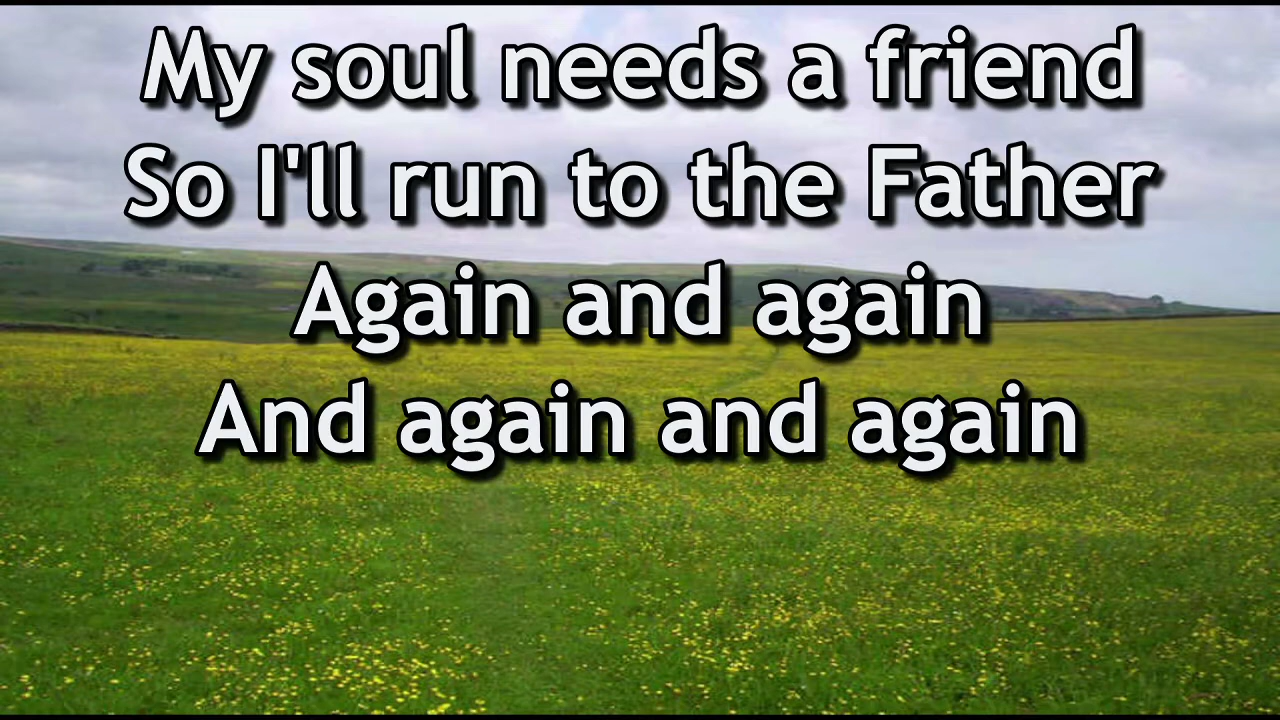 My soul needs a friend
So I'll run to the Father
Again and again
And again and again